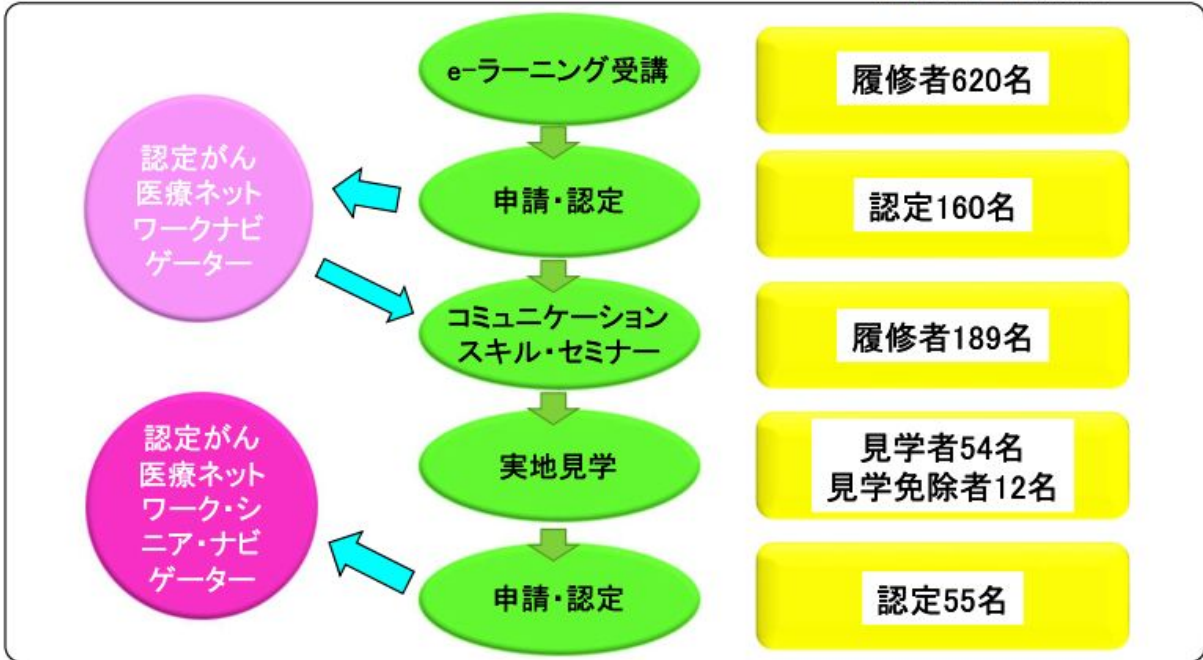 e-ラーニング受講
履修者620名
認定がん
医療ネット
ワークナビ
ゲーター
申請・認定
認定160名
コミュニケーション
スキル・セミナー
履修者189名
認定がん
医療ネット
ワーク・シ
ニア・ナビ
ゲーター
実地見学
見学者54名
見学免除者12名
申請・認定
認定55名